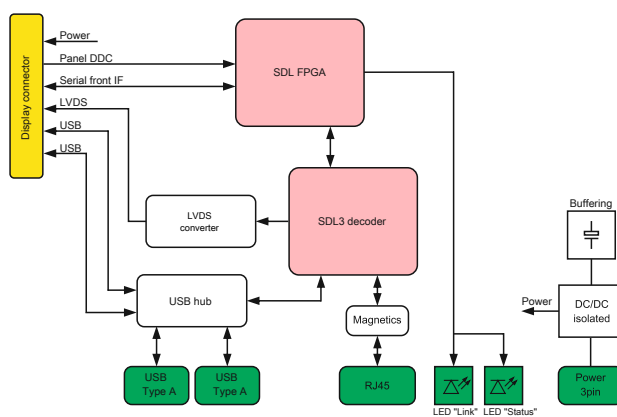 Display connector
Power
Panel DDC
Serial front IF
LVDS
USB
USB
SDL FPGA
SDL3 decoder
LVDS
converter
USB hub
Magnetics
USB
Type A
USB
Type A
RJ45
LED "Link"
LED "Status"
Buffering
Power
DC/DC
isolated
Power
3pin